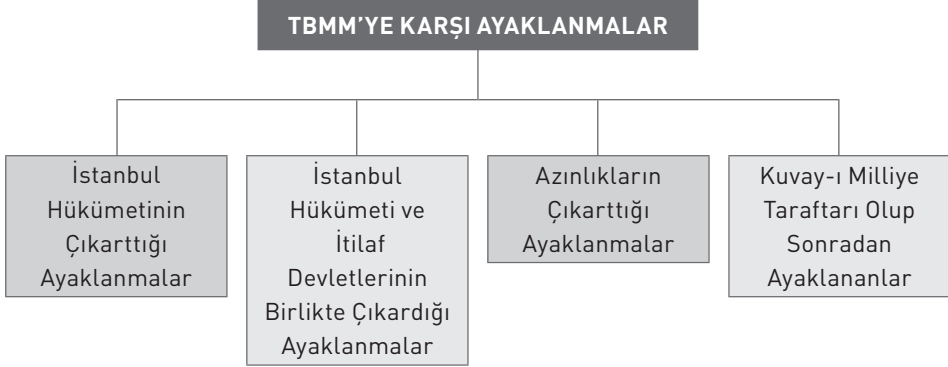 TBMM'YE KARŞI AYAKLANMALAR
İstanbul
Hükümetinin
Çıkarttığı
Ayaklanmalar
İstanbul
Hükümeti ve
İtilaf
Devletlerinin
Birlikte Çıkardığı
Ayaklanmalar
Azınlıkların
Çıkarttığı
Ayaklanmalar
Kuvay-ı Milliye
Taraftarı Olup
Sonradan
Ayaklananlar